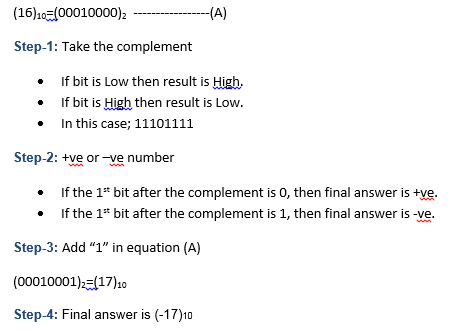 (16)₁₀=(00010000)₂ -----------------(A)
Step-1: Take the complement
• If bit is Low then result is High.
• If bit is High then result is Low.
• In this case; 11101111
Step-2: +ve or –ve number
• If the 1ˢᵗ bit after the complement is 0, then final answer is +ve.
• If the 1ˢᵗ bit after the complement is 1, then final answer is -ve.
Step-3: Add “1” in equation (A)
(00010001)₂=(17)₁₀
Step-4: Final answer is (-17)₁₀